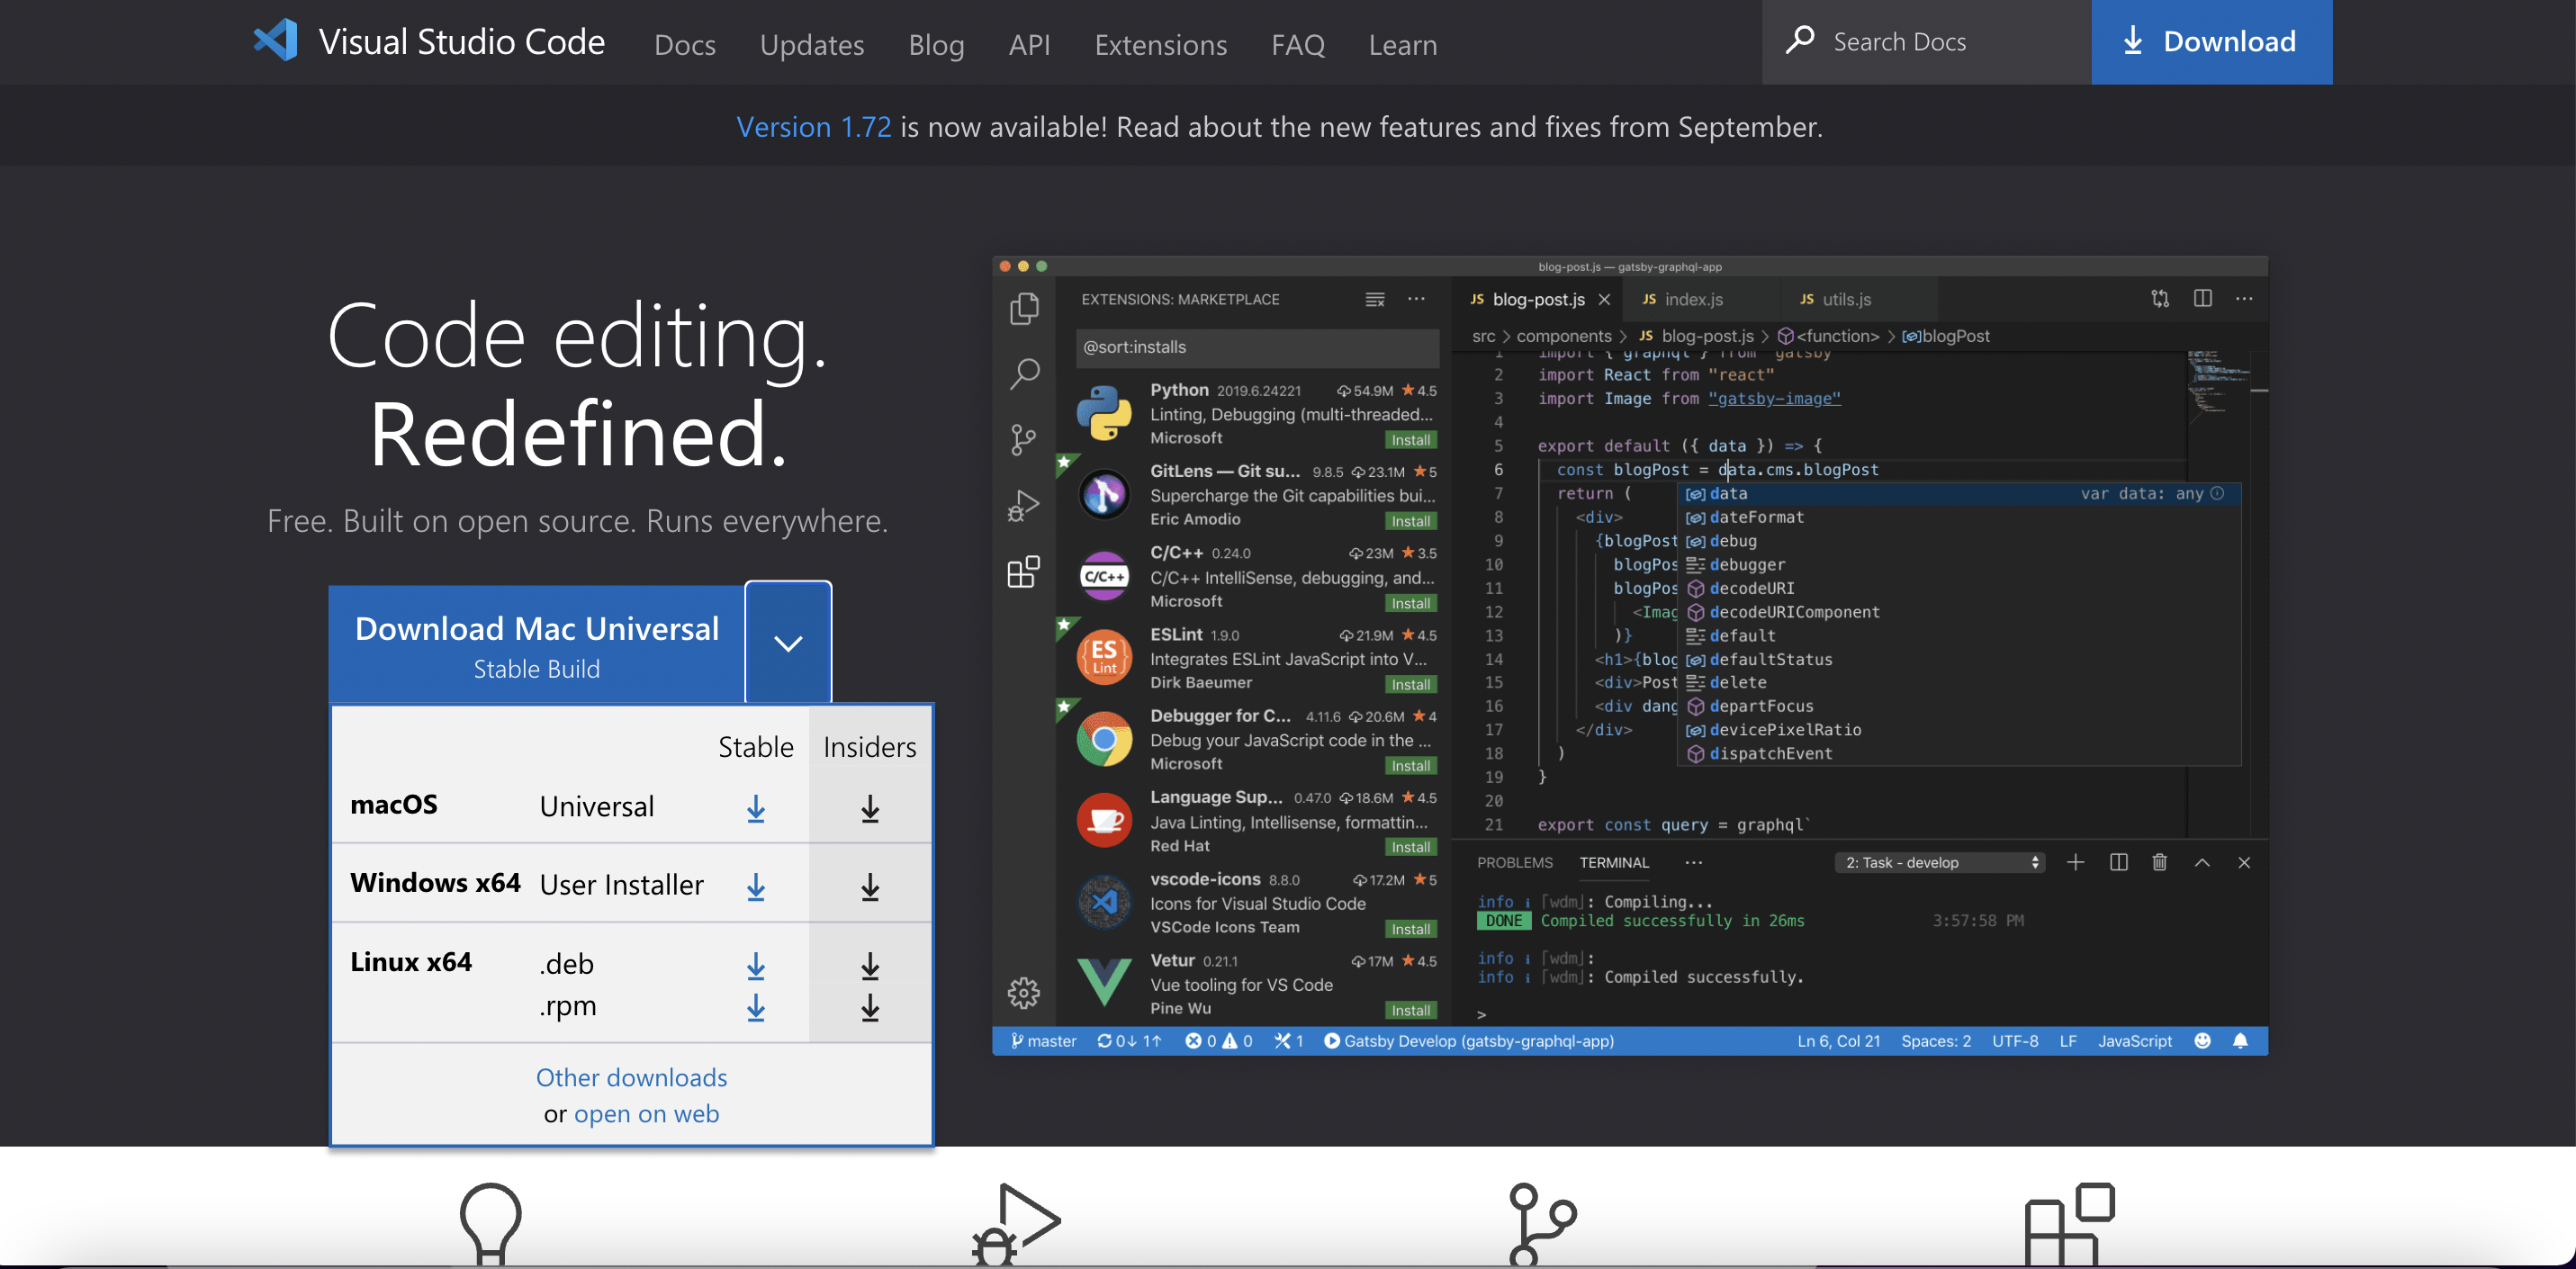 Visual Studio Code Docs Updates Blog API Extensions FAQ Learn Search Docs Download
Version 1.72 is now available! Read about the new features and fixes from September.
Code editing.
Redefined.
Free. Built on open source. Runs everywhere.
Download Mac Universal
Stable Build
Stable Insiders
macOS Universal
Windows x64 User Installer
Linux x64 .deb
.rpm
Other downloads
or open on web
blog-post.js — gatsby-graphql-app
EXTENSIONS: MARKETPLACE
@sort:installs
Python 2019.6.24221 54.9M 4.5
Linting, Debugging (multi-threaded...
Microsoft Install
GitLens — Git su... 9.8.5 23.1M 5
Supercharge the Git capabilities bui...
Eric Amodio Install
C/C++
C/C++ 0.24.0 23M 3.5
C/C++ IntelliSense, debugging, and...
Microsoft Install
ES
Lint
ESLint 1.9.0 21.9M 4.5
Integrates ESLint JavaScript into V...
Dirk Baeumer Install
Debugger for C... 4.11.6 20.6M 4
Debug your JavaScript code in the ...
Microsoft Install
Language Sup... 0.47.0 18.6M 4.5
Java Linting, Intellisense, formattin...
Red Hat Install
vscode-icons 8.8.0 17.2M 5
Icons for Visual Studio Code
VSCode Icons Team Install
Vetur 0.21.1 17M 4.5
Vue tooling for VS Code
Pine Wu Install
JS blog-post.js JS index.js JS utils.js
src > components > JS blog-post.js > <function> > blogPost
1 import { graphql } from "gatsby"
2 import React from "react"
3 import Image from "gatsby-image"
4
5 export default ({ data }) => {
6 const blogPost = data.cms.blogPost
7 return (
8 <div>
9 {blogPost
10 blogPos
11 blogPos
12 <Imag
13 )}
14 <h1>{blog
15 <div>Post
16 <div dang
17 </div>
18 )
19 }
20
21 export const query = graphql`
data var data: any
dateFormat
debug
debugger
decodeURI
decodeURIComponent
default
defaultStatus
delete
departFocus
devicePixelRatio
dispatchEvent
PROBLEMS TERMINAL ... 2: Task - develop
info i ｢wdm｣: Compiling...
DONE Compiled successfully in 26ms 3:57:58 PM
info i ｢wdm｣:
info i ｢wdm｣: Compiled successfully.
>
master 0↓ 1↑ 0 0 1 Gatsby Develop (gatsby-graphql-app) Ln 6, Col 21 Spaces: 2 UTF-8 LF JavaScript